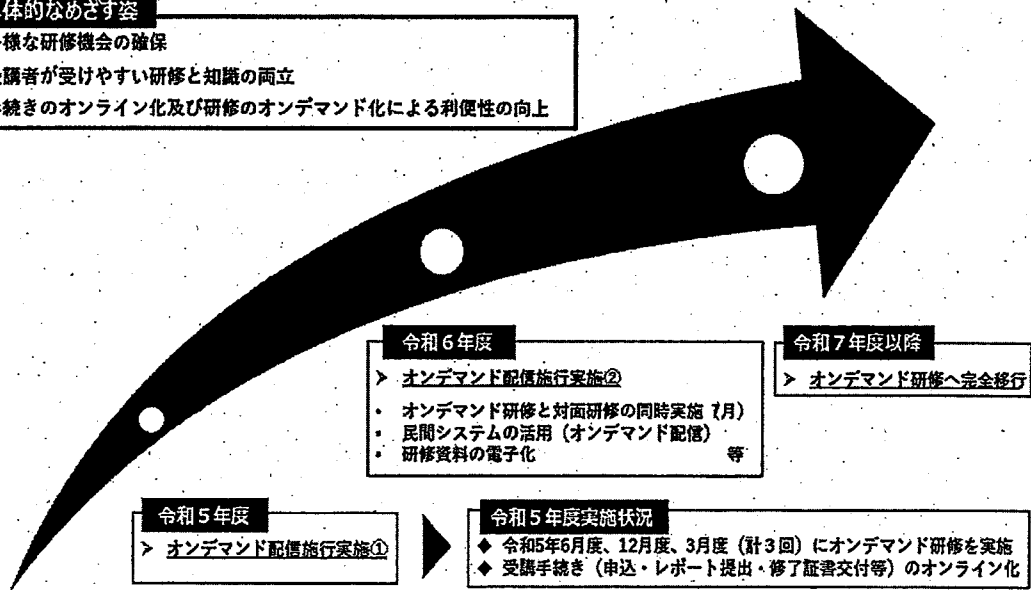 体的なめざす姿
様な研修機会の確保
講者が受けやすい研修と知識の両立
続きのオンライン化及び研修のオンデマンド化による利便性の向上
令和6年度
➢ オンデマンド配信施行実施②
・ オンデマンド研修と対面研修の同時実施 7月)
・ 民間システムの活用(オンデマンド配信)
・ 研修資料の電子化 等
令和7年度以降
➢ オンデマンド研修へ完全移行
令和5年度
➢ オンデマンド配信施行実施①
令和5年度実施状況
◆ 令和5年6月度、12月度、3月度(計3回)にオンデマンド研修を実施
◆ 受講手続き(申込・レポート提出・修了証書交付等)のオンライン化